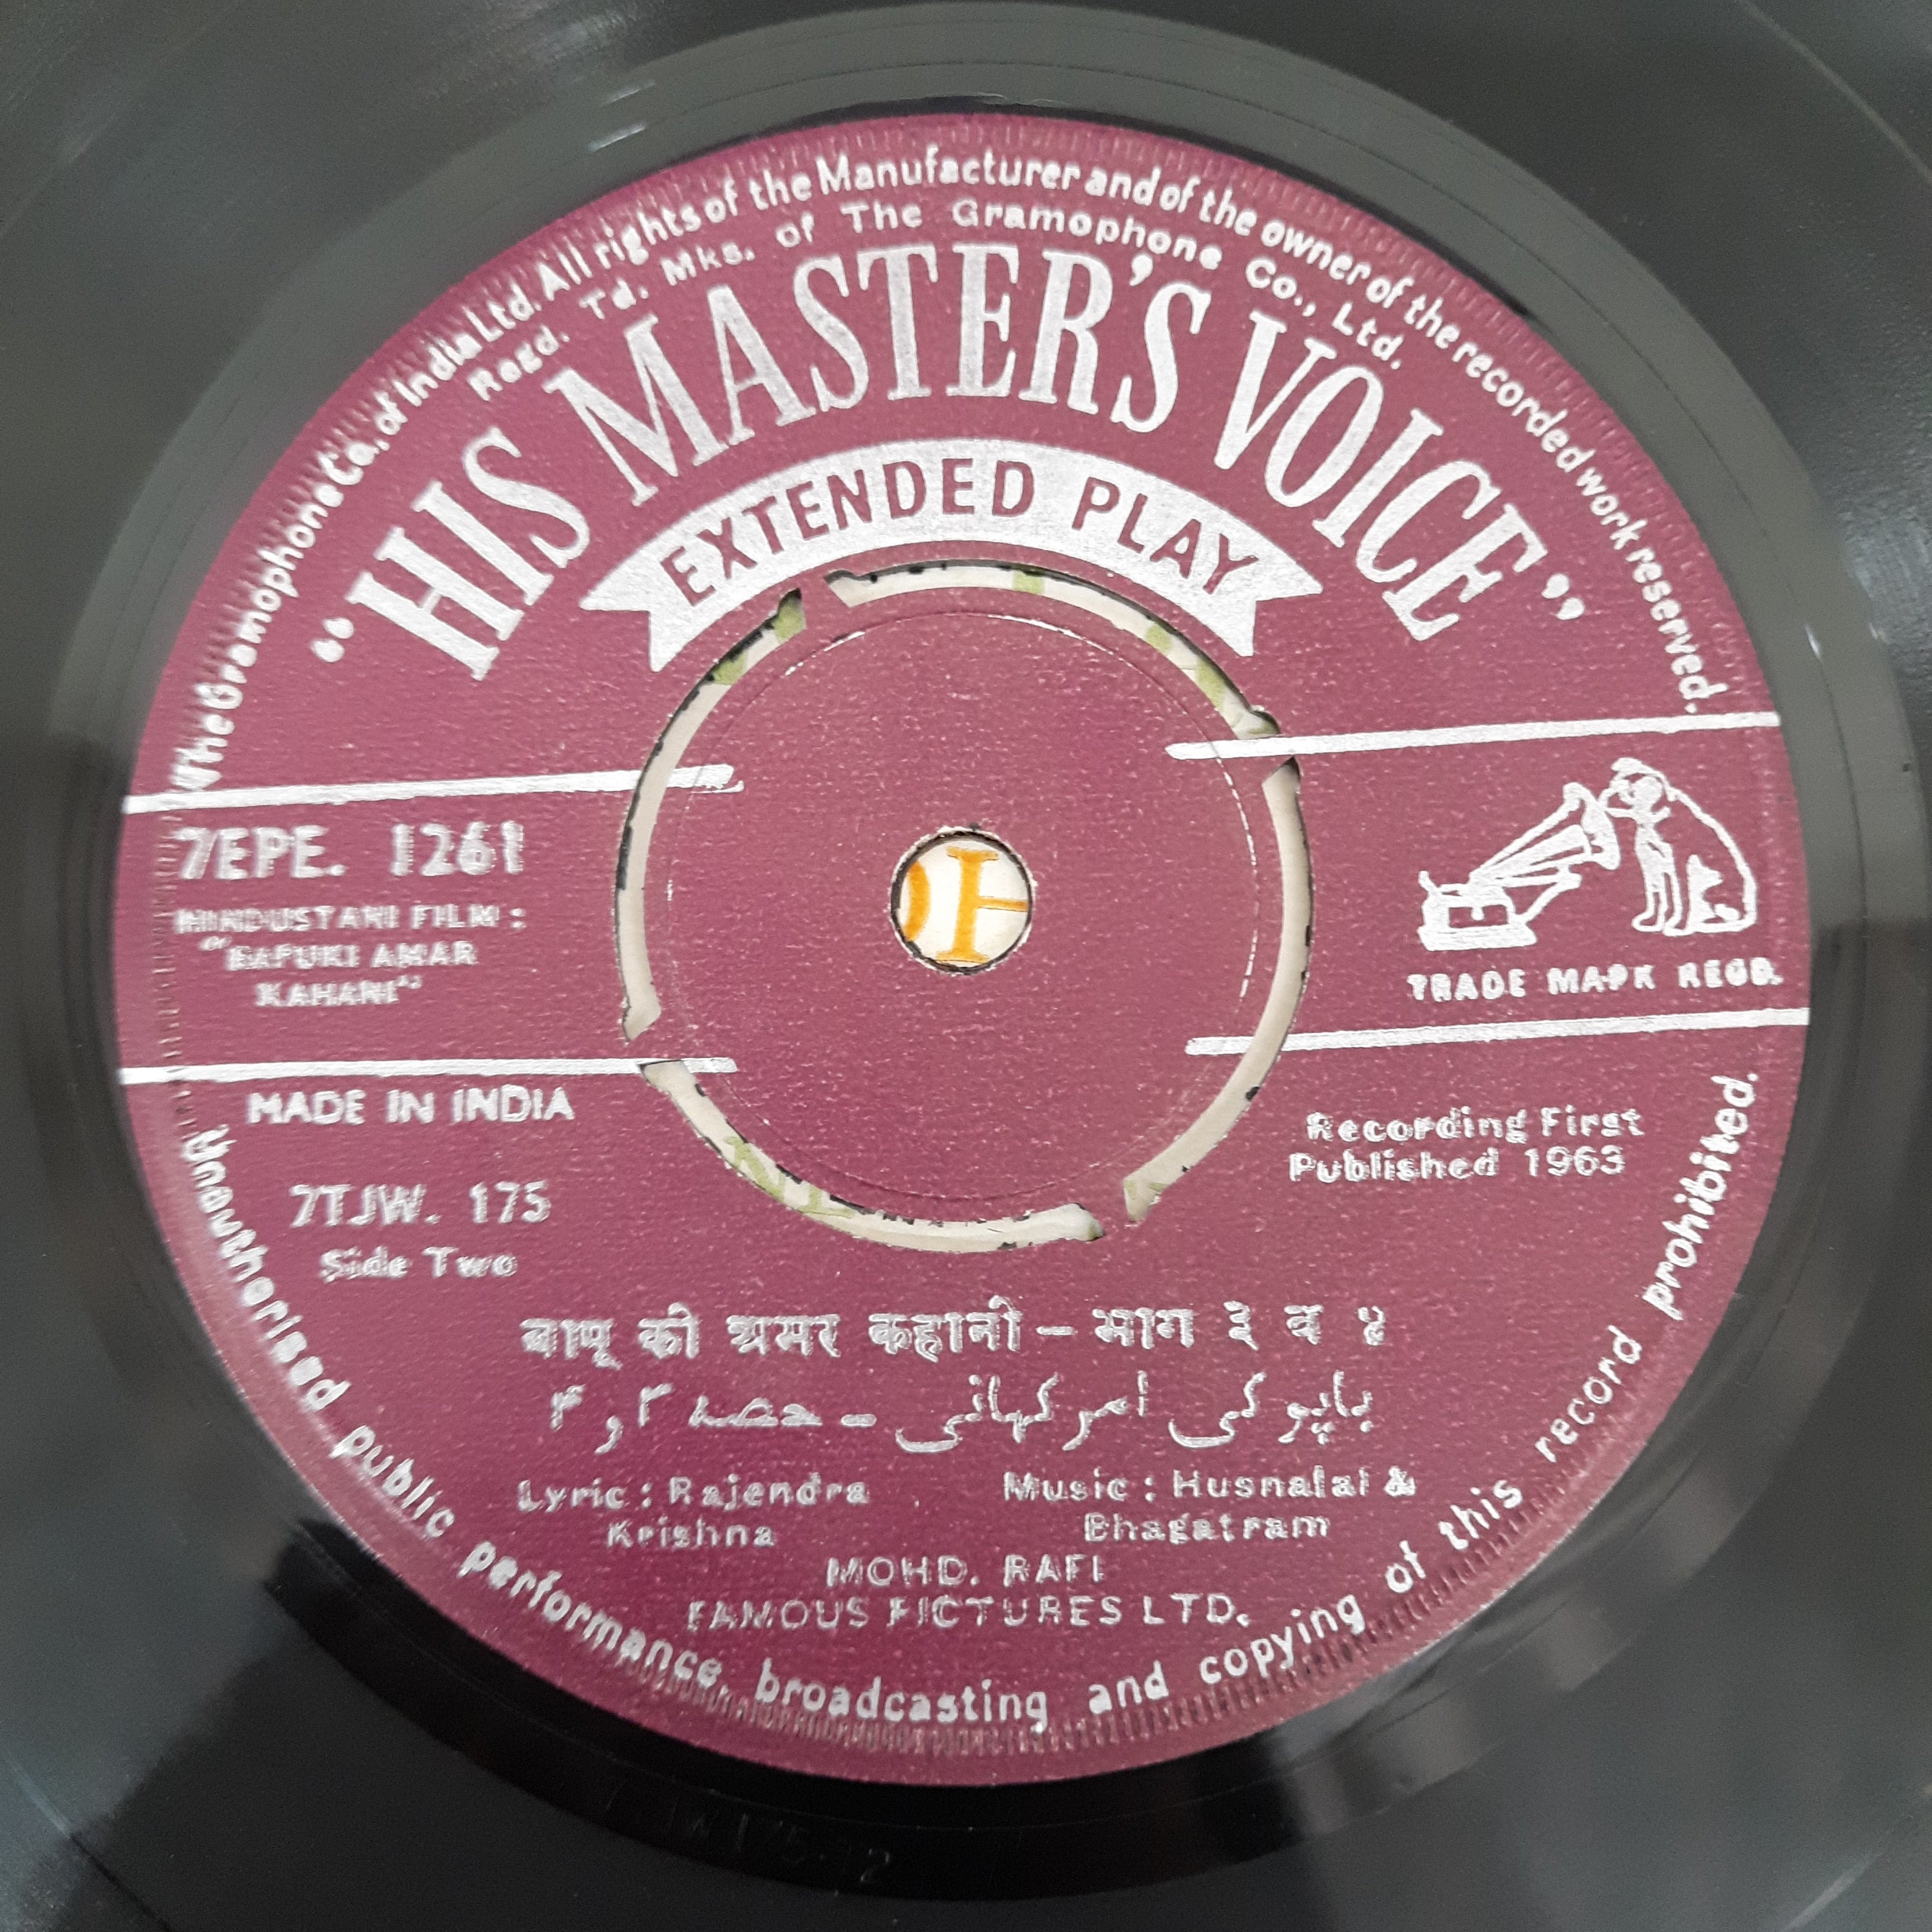 The Gramophone Co. of India Ltd. All rights of the Manufacturer and of the owner of the recorded work reserved.
Regd. Td. Mks. of The Gramophone Co., Ltd.
“HIS MASTER'S VOICE”
EXTENDED PLAY
7EPE. 1261
HINDUSTANI FILM :
“BAPUKI AMAR
KAHANI”
TRADE MARK REGD.
MADE IN INDIA
Recording First
Published 1963
7TJW. 175
Side Two
बापू की अमर कहानी – भाग ३ व ४
باپو کی امر کہانی - حصہ ۳ و ۴
Lyric : Rajendra
Krishna
Music : Husnalal &
Bhagatram
MOHD. RAFI
FAMOUS PICTURES LTD.
Unauthorised public performance, broadcasting and copying of this record prohibited.